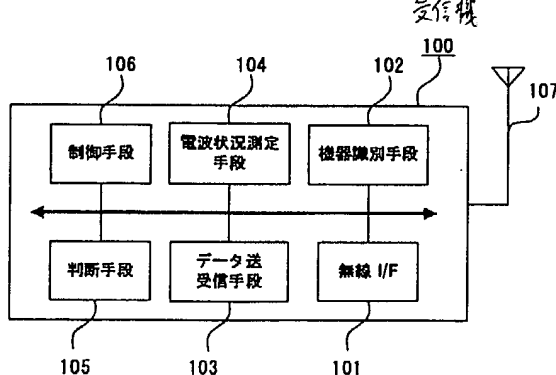 受信機
100
106
104
102
107
制御手段
電波状況測定
手段
機器識別手段
判断手段
データ送
受信手段
無線 I/F
105
103
101